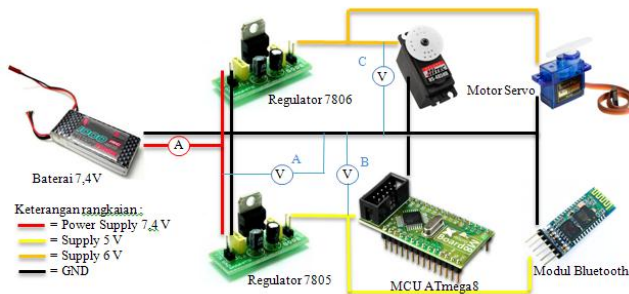 C
V
Regulator 7806
Motor Servo
A
A
V
B
V
Baterai 7,4V
Keterangan rangkaian :
= Power Supply 7,4 V
= Supply 5 V
= Supply 6 V
= GND
Regulator 7805
MCU ATmega8
Modul Bluetooth